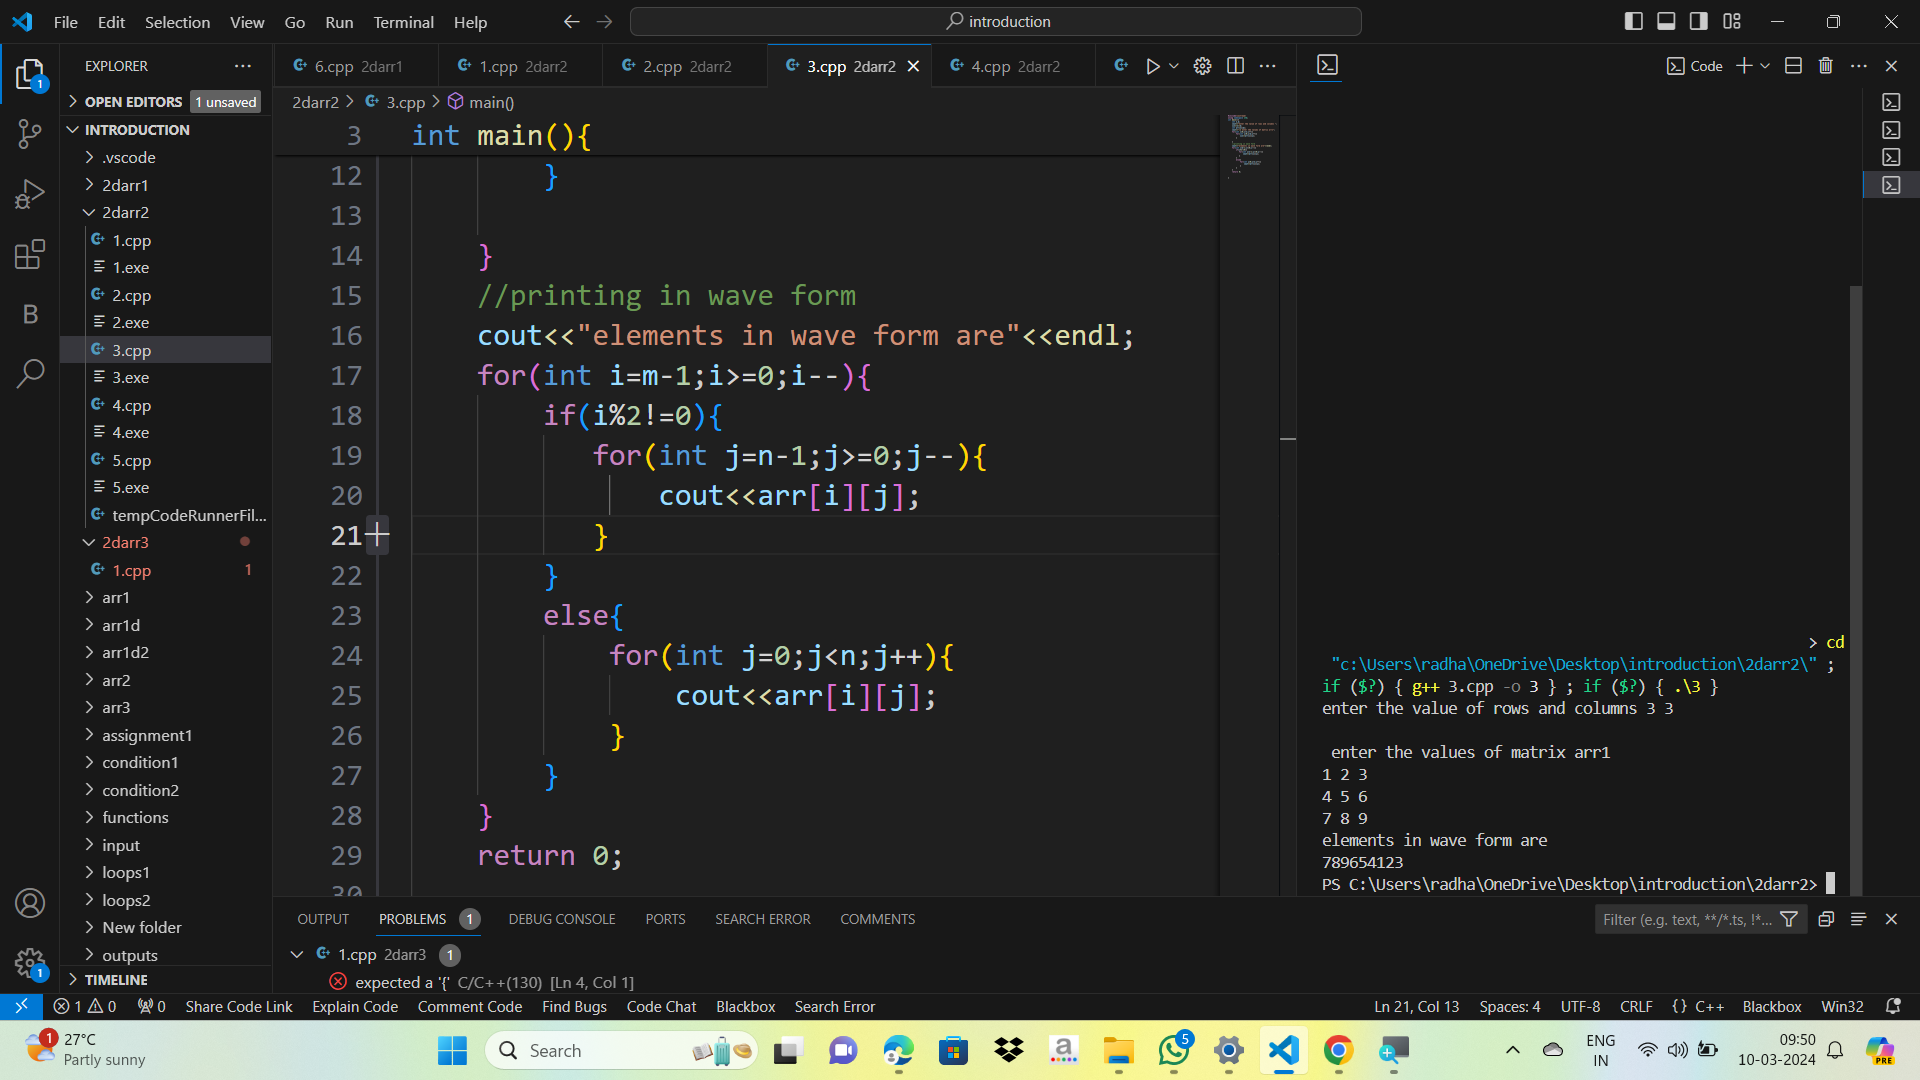 File Edit Selection View Go Run Terminal Help
introduction
EXPLORER
6.cpp 2darr1
1.cpp 2darr2
2.cpp 2darr2
3.cpp 2darr2
4.cpp 2darr2
Code
OPEN EDITORS 1 unsaved
INTRODUCTION
.vscode
2darr1
2darr2
1.cpp
1.exe
2.cpp
2.exe
3.cpp
3.exe
4.cpp
4.exe
5.cpp
5.exe
tempCodeRunnerFil...
2darr3
1.cpp 1
arr1
arr1d
arr1d2
arr2
arr3
assignment1
condition1
condition2
functions
input
loops1
loops2
New folder
outputs
TIMELINE
2darr2 > 3.cpp > main()
3 int main(){
12 }
13
14 }
15 //printing in wave form
16 cout<<"elements in wave form are"<<endl;
17 for(int i=m-1;i>=0;i--){
18 if(i%2!=0){
19 for(int j=n-1;j>=0;j--){
20 cout<<arr[i][j];
21 }
22 }
23 else{
24 for(int j=0;j<n;j++){
25 cout<<arr[i][j];
26 }
27 }
28 }
29 return 0;
30
> cd
"c:\Users\radha\OneDrive\Desktop\introduction\2darr2\" ;
if ($?) { g++ 3.cpp -o 3 } ; if ($?) { .\3 }
enter the value of rows and columns 3 3
enter the values of matrix arr1
1 2 3
4 5 6
7 8 9
elements in wave form are
789654123
PS C:\Users\radha\OneDrive\Desktop\introduction\2darr2>
OUTPUT PROBLEMS 1 DEBUG CONSOLE PORTS SEARCH ERROR COMMENTS
Filter (e.g. text, **/*.ts, !*...
1.cpp 2darr3 1
expected a '{' C/C++(130) [Ln 4, Col 1]
1 0 0 Share Code Link Explain Code Comment Code Find Bugs Code Chat Blackbox Search Error
Ln 21, Col 13 Spaces: 4 UTF-8 CRLF {} C++ Blackbox Win32
1 27°C
Partly sunny
Search
5
ENG
IN
09:50
10-03-2024
PRE